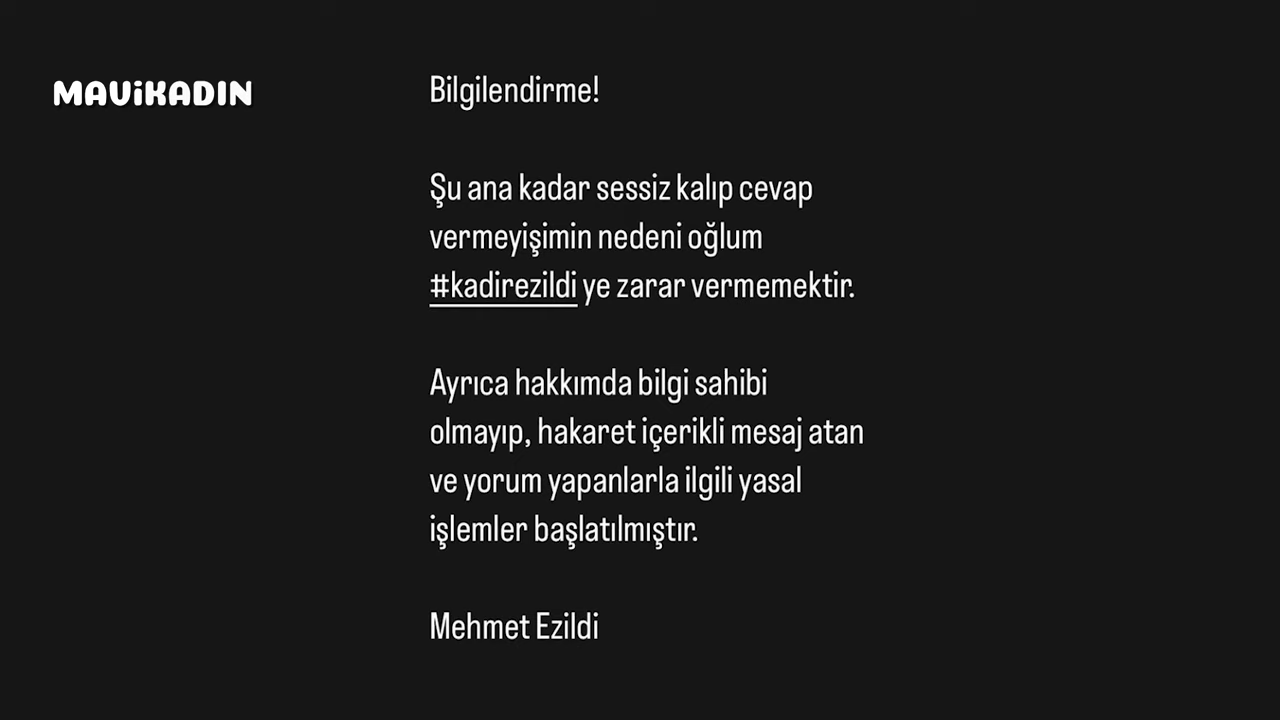 MAVİKADIN
Bilgilendirme!
Şu ana kadar sessiz kalıp cevap
vermeyişimin nedeni oğlum
#kadirezildi ye zarar vermemektir.
Ayrıca hakkımda bilgi sahibi
olmayıp, hakaret içerikli mesaj atan
ve yorum yapanlarla ilgili yasal
işlemler başlatılmıştır.
Mehmet Ezildi